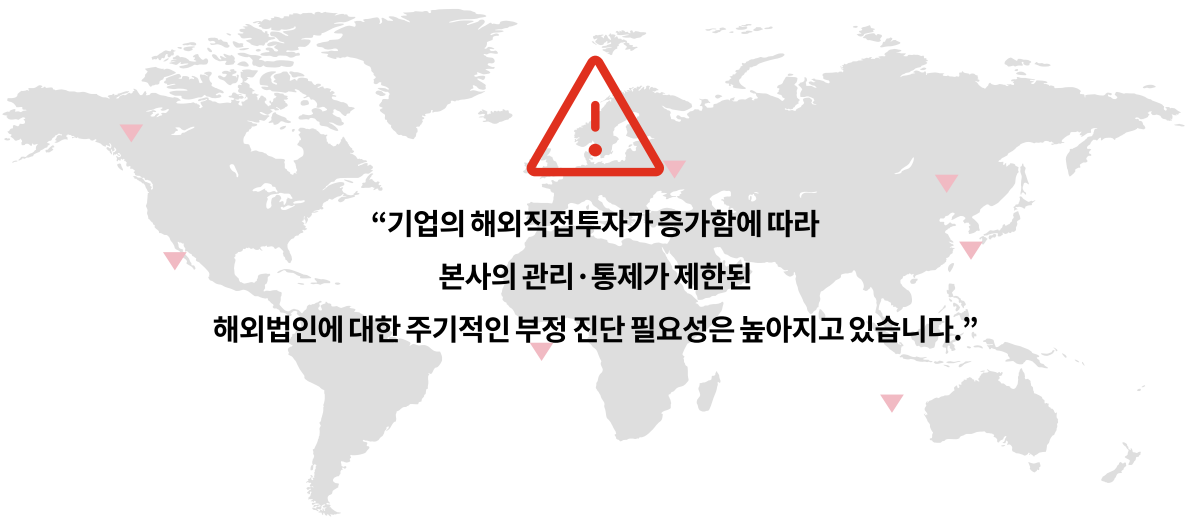 “기업의 해외직접투자가 증가함에 따라
본사의 관리·통제가 제한된
해외법인에 대한 주기적인 부정 진단 필요성은 높아지고 있습니다.”